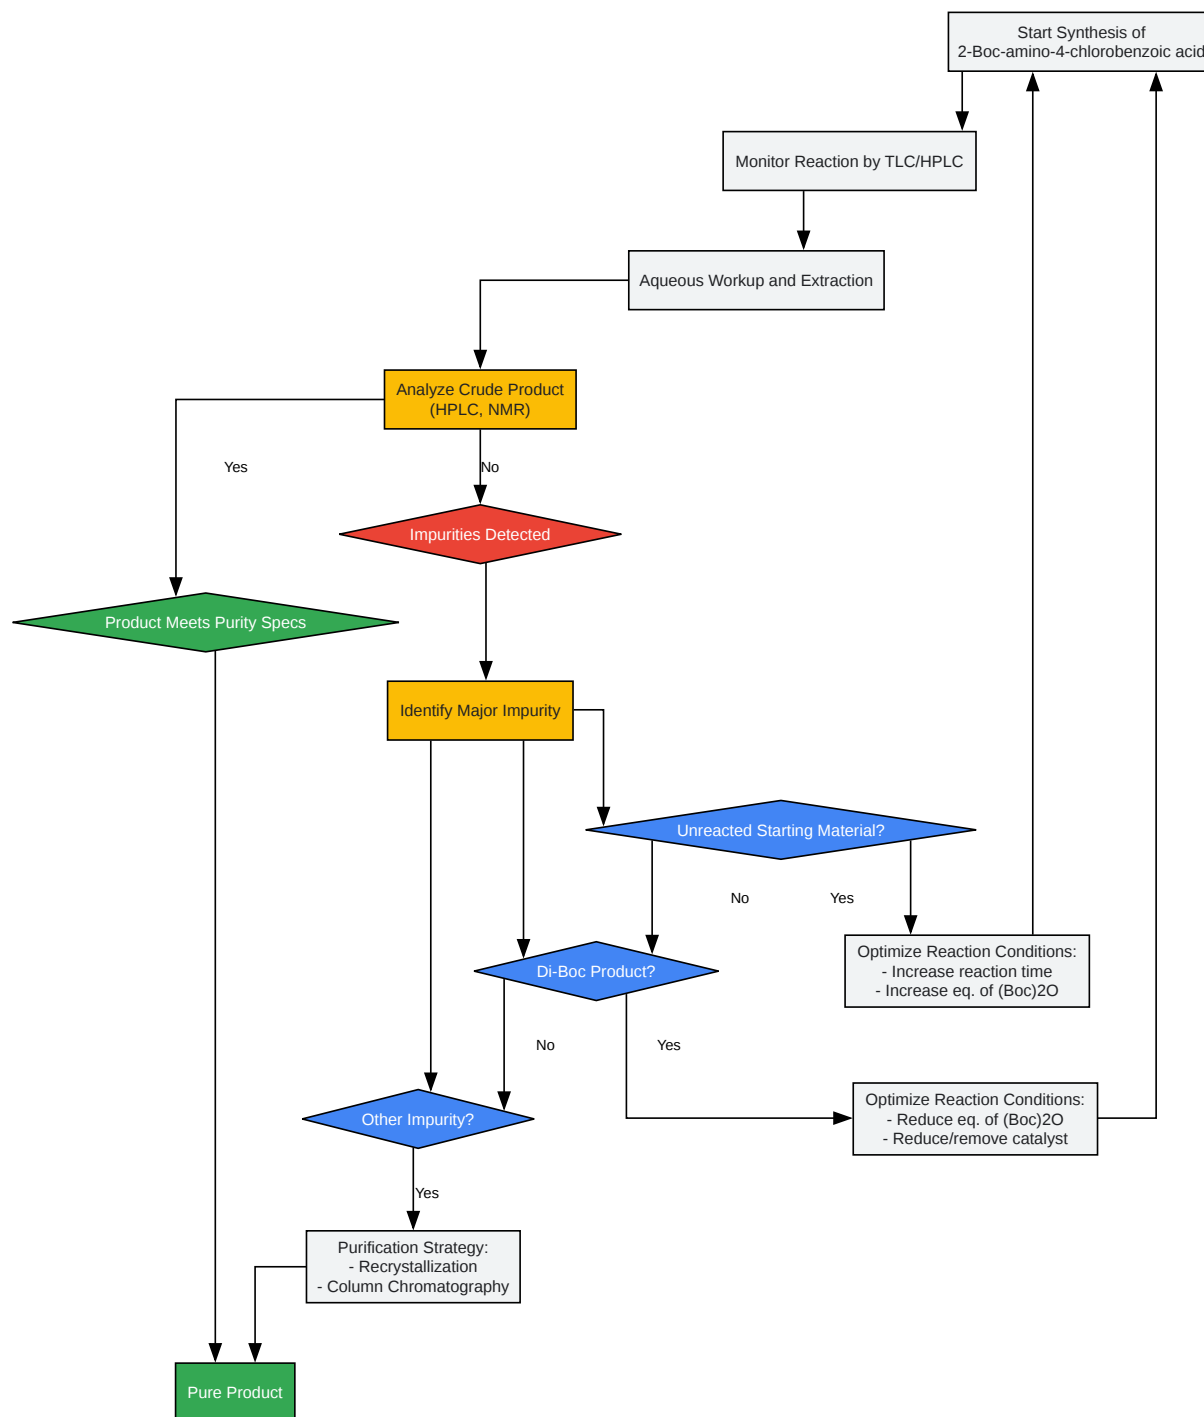 Start Synthesis of
2-Boc-amino-4-chlorobenzoic acid
Monitor Reaction by TLC/HPLC
Aqueous Workup and Extraction
Analyze Crude Product
(HPLC, NMR)
Yes
No
Impurities Detected
Product Meets Purity Specs
Identify Major Impurity
Unreacted Starting Material?
No
Yes
Optimize Reaction Conditions:
- Increase reaction time
- Increase eq. of (Boc)2O
Di-Boc Product?
No
Yes
Optimize Reaction Conditions:
- Reduce eq. of (Boc)2O
- Reduce/remove catalyst
Other Impurity?
Yes
Purification Strategy:
- Recrystallization
- Column Chromatography
Pure Product